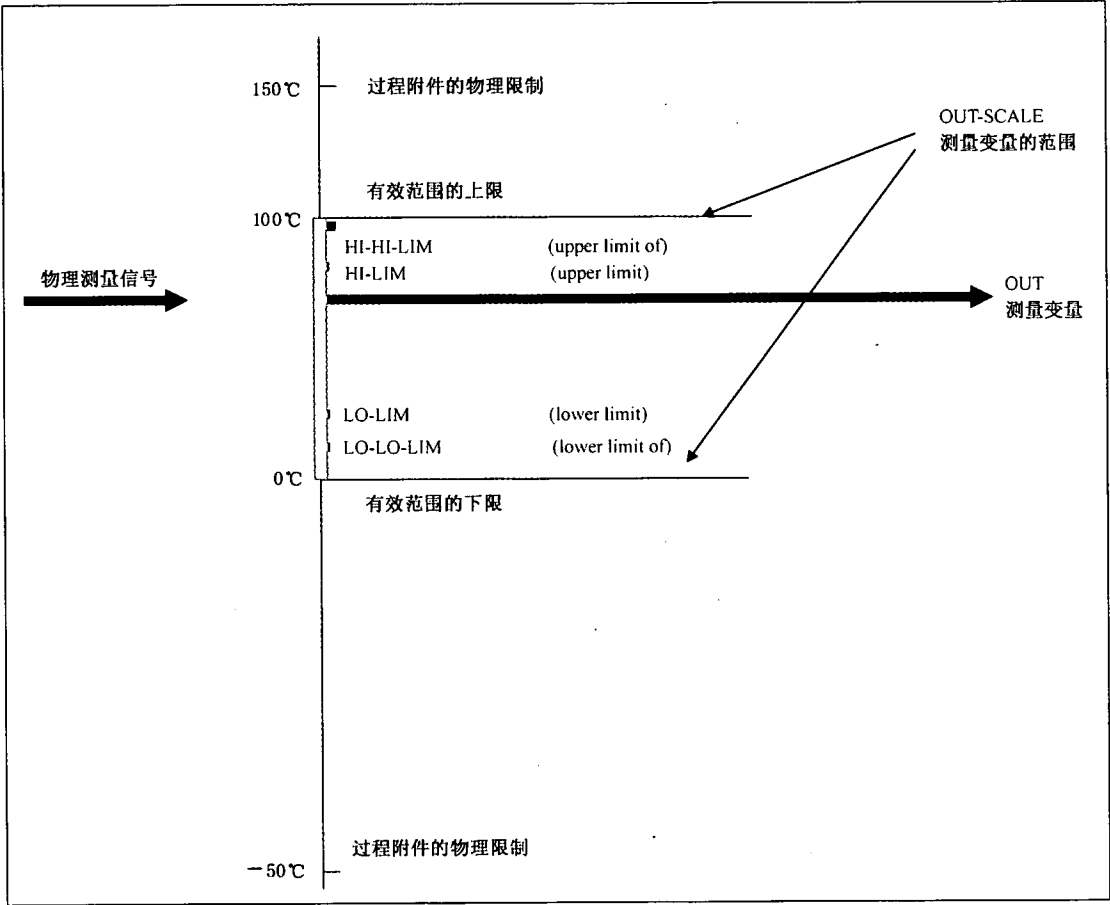 150℃ 过程附件的物理限制
OUT-SCALE
测量变量的范围
有效范围的上限
100℃
HI-HI-LIM (upper limit of)
HI-LIM (upper limit)
物理测量信号
OUT
测量变量
LO-LIM (lower limit)
LO-LO-LIM (lower limit of)
0℃
有效范围的下限
过程附件的物理限制
-50℃